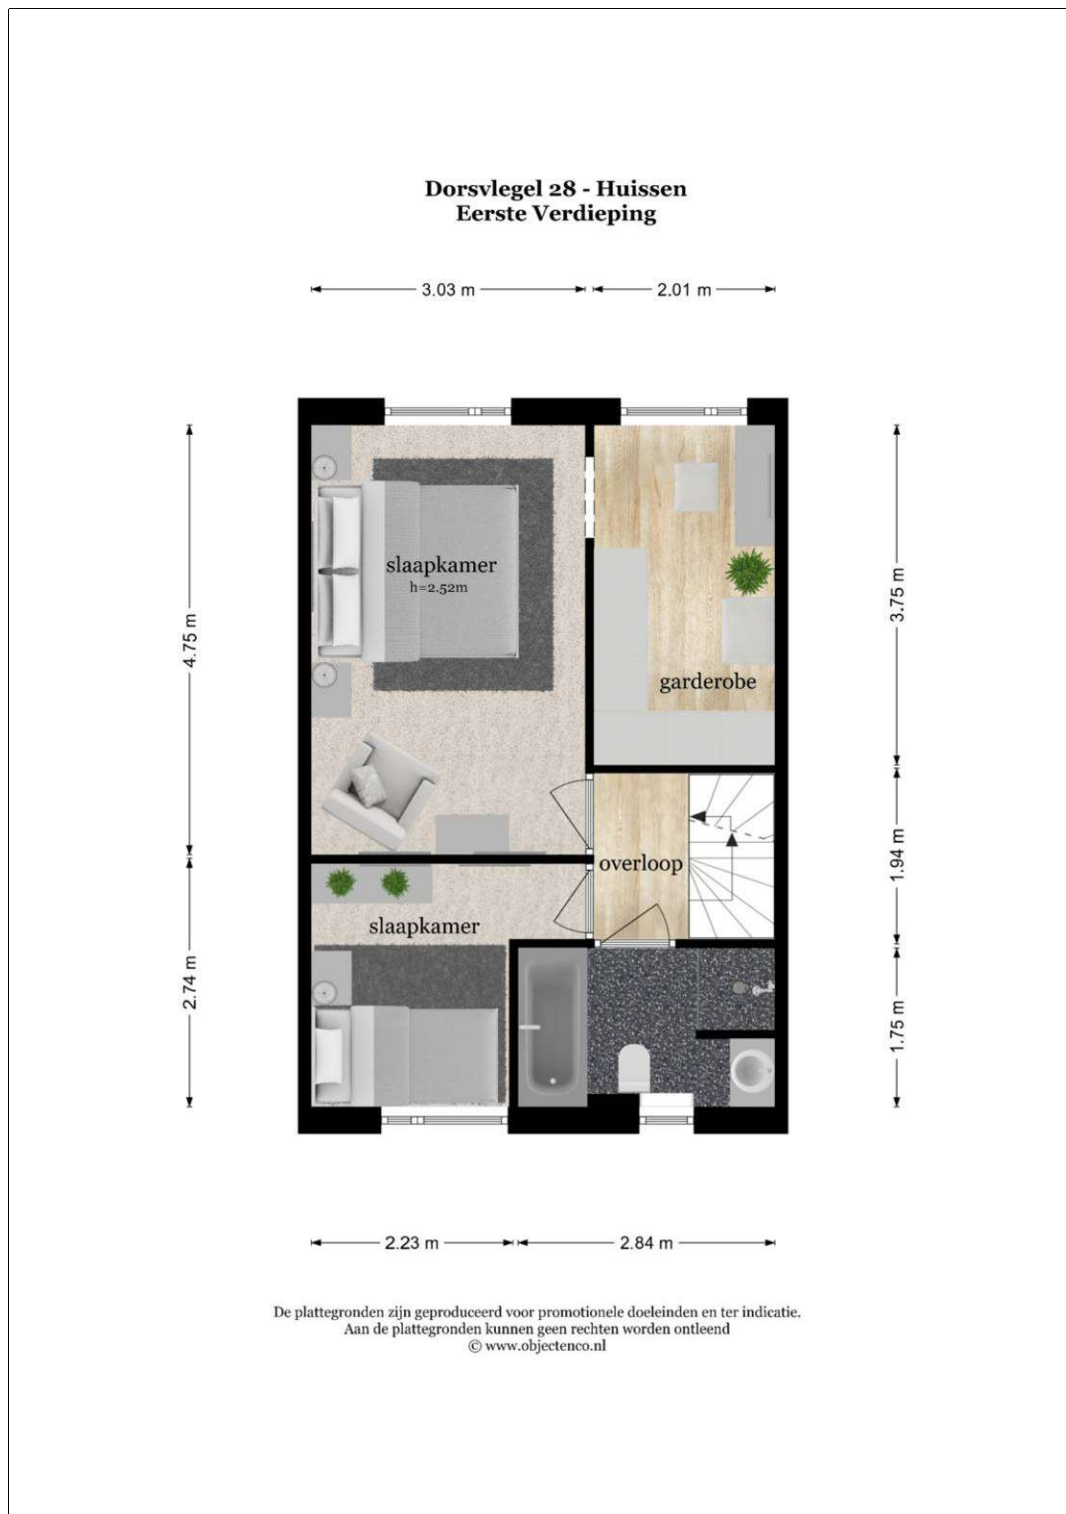 Dorsvlegel 28 - Huissen
Eerste Verdieping
3.03 m
2.01 m
slaapkamer
h=2.52m
4.75 m
3.75 m
garderobe
overloop
1.94 m
slaapkamer
2.74 m
1.75 m
2.23 m
2.84 m
De plattegronden zijn geproduceerd voor promotionele doeleinden en ter indicatie.
Aan de plattegronden kunnen geen rechten worden ontleend
© www.objectenco.nl